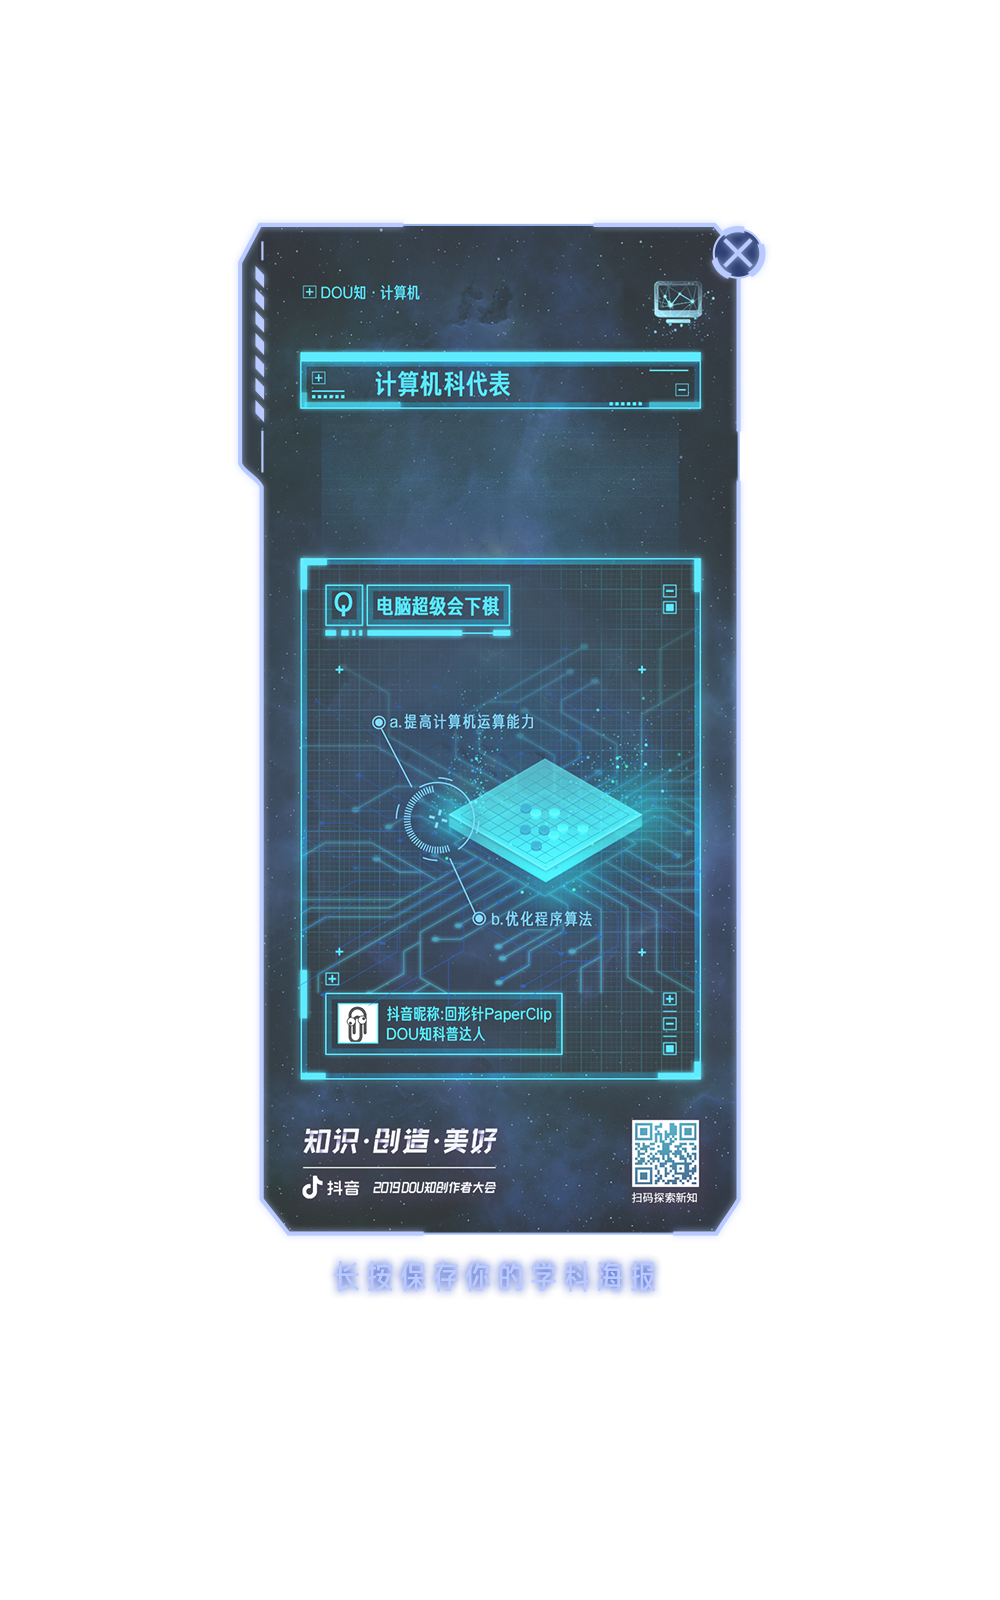 DOU知·计算机
计算机科代表
Q 电脑超级会下棋
a.提高计算机运算能力
b.优化程序算法
抖音昵称:回形针PaperClip
DOU知科普达人
知识·创造·美好
抖音 2019DOU知创作者大会
扫码探索新知
长按保存你的学科海报